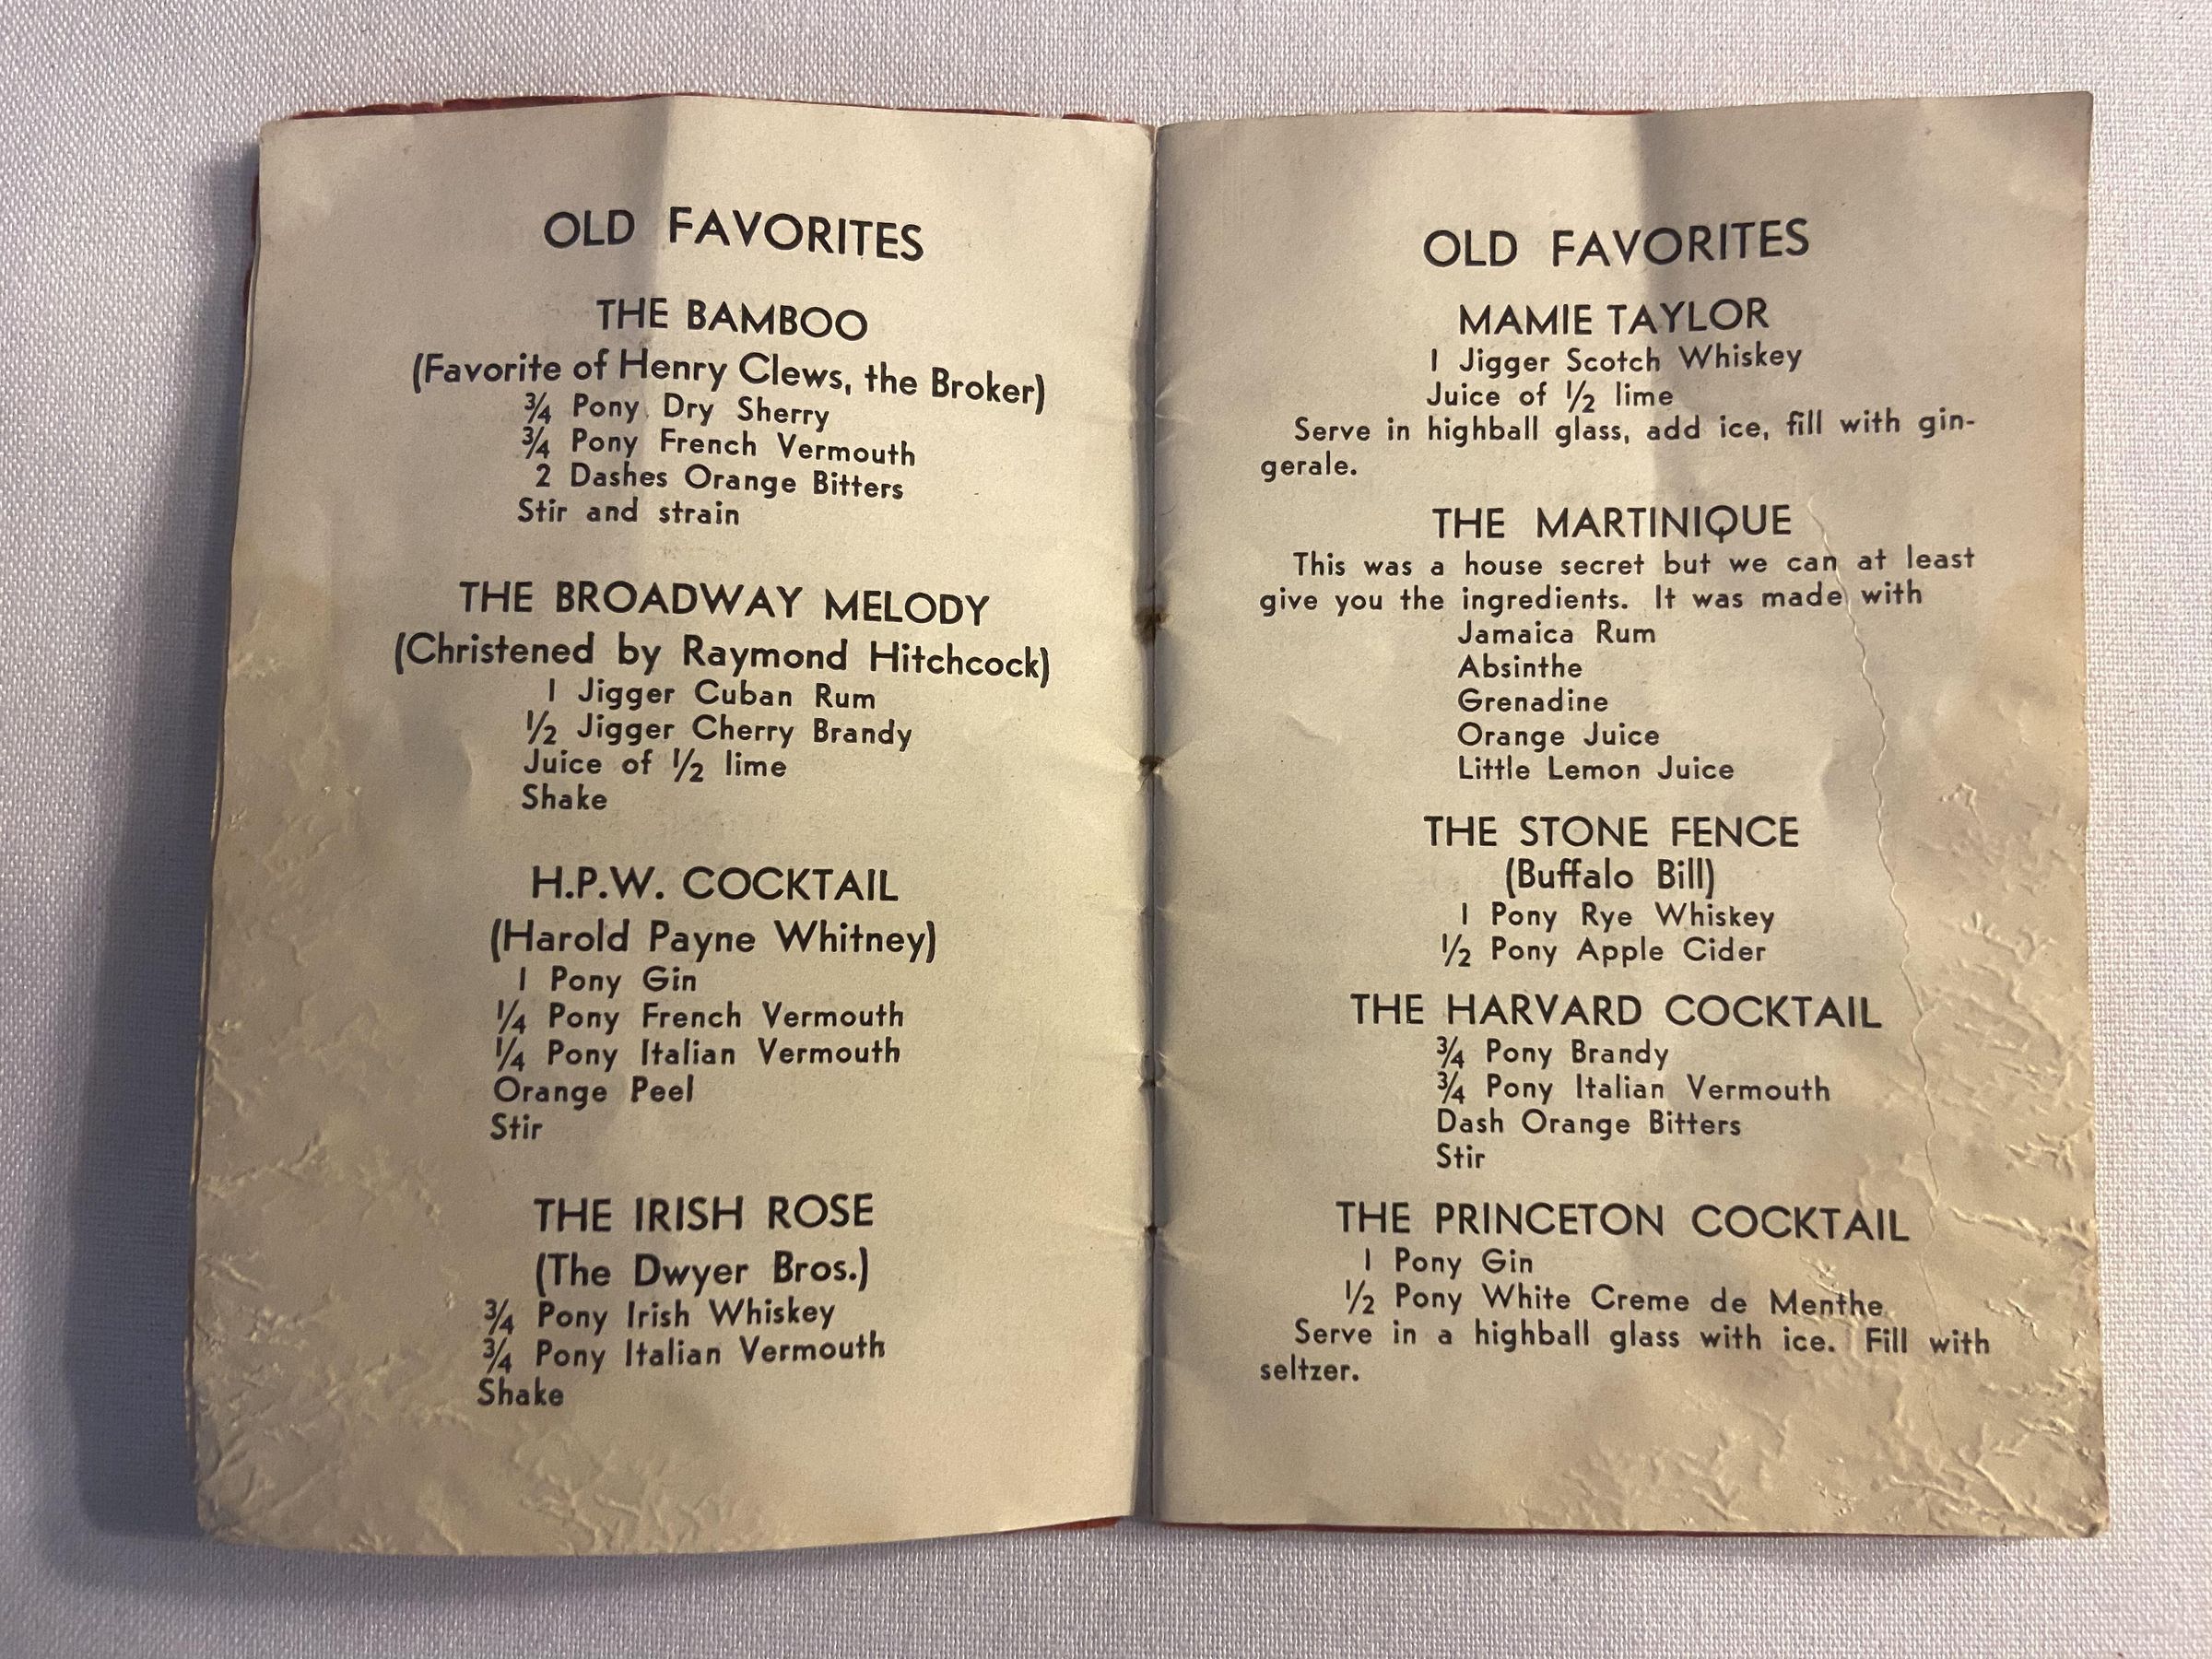 OLD FAVORITES
THE BAMBOO
(Favorite of Henry Clews, the Broker)
¾ Pony Dry Sherry
¾ Pony French Vermouth
2 Dashes Orange Bitters
Stir and strain
THE BROADWAY MELODY
(Christened by Raymond Hitchcock)
1 Jigger Cuban Rum
½ Jigger Cherry Brandy
Juice of ½ lime
Shake
H.P.W. COCKTAIL
(Harold Payne Whitney)
1 Pony Gin
¼ Pony French Vermouth
¼ Pony Italian Vermouth
Orange Peel
Stir
THE IRISH ROSE
(The Dwyer Bros.)
¾ Pony Irish Whiskey
¾ Pony Italian Vermouth
Shake
OLD FAVORITES
MAMIE TAYLOR
1 Jigger Scotch Whiskey
Juice of ½ lime
Serve in highball glass, add ice, fill with gin-
gerale.
THE MARTINIQUE
This was a house secret but we can at least
give you the ingredients. It was made with
Jamaica Rum
Absinthe
Grenadine
Orange Juice
Little Lemon Juice
THE STONE FENCE
(Buffalo Bill)
1 Pony Rye Whiskey
½ Pony Apple Cider
THE HARVARD COCKTAIL
¾ Pony Brandy
¾ Pony Italian Vermouth
Dash Orange Bitters
Stir
THE PRINCETON COCKTAIL
1 Pony Gin
½ Pony White Creme de Menthe
Serve in a highball glass with ice. Fill with
seltzer.